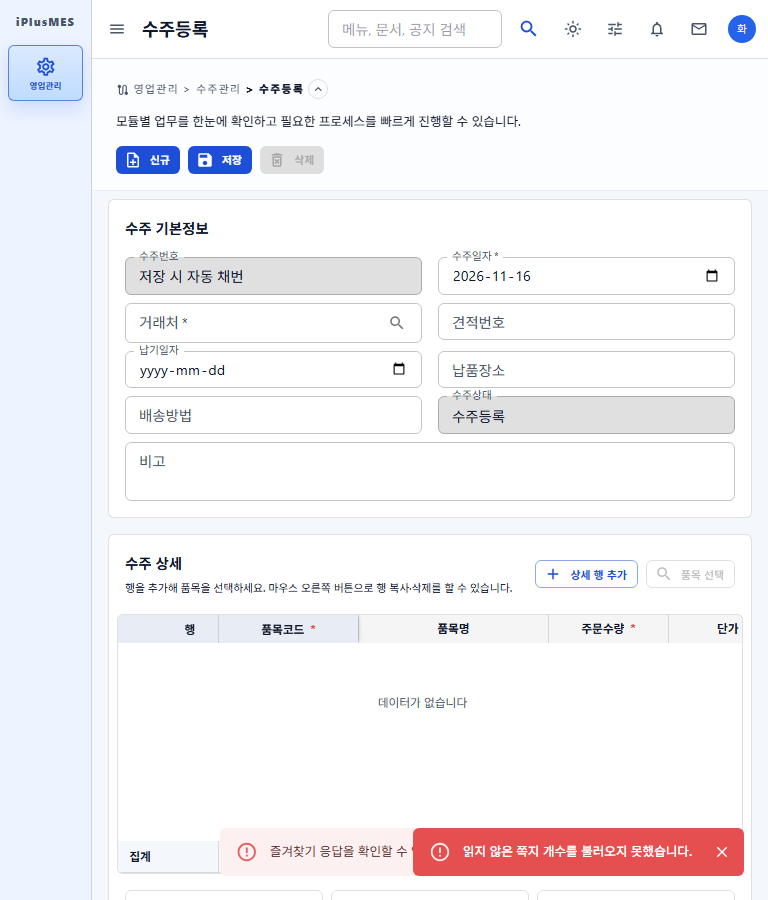 iPlusMES
수주등록
메뉴, 문서, 공지 검색
화
영업관리
영업관리 > 수주관리 > 수주등록
모듈별 업무를 한눈에 확인하고 필요한 프로세스를 빠르게 진행할 수 있습니다.
신규
저장
삭제
수주 기본정보
수주번호
저장 시 자동 채번
수주일자 *
2026-11-16
거래처 *
견적번호
납기일자
yyyy-mm-dd
납품장소
배송방법
수주상태
수주등록
비고
수주 상세
행을 추가해 품목을 선택하세요. 마우스 오른쪽 버튼으로 행 복사·삭제를 할 수 있습니다.
상세 행 추가
품목 선택
행 품목코드 * 품목명 주문수량 * 단가
데이터가 없습니다
집계
즐겨찾기 응답을 확인할 수
읽지 않은 쪽지 개수를 불러오지 못했습니다.